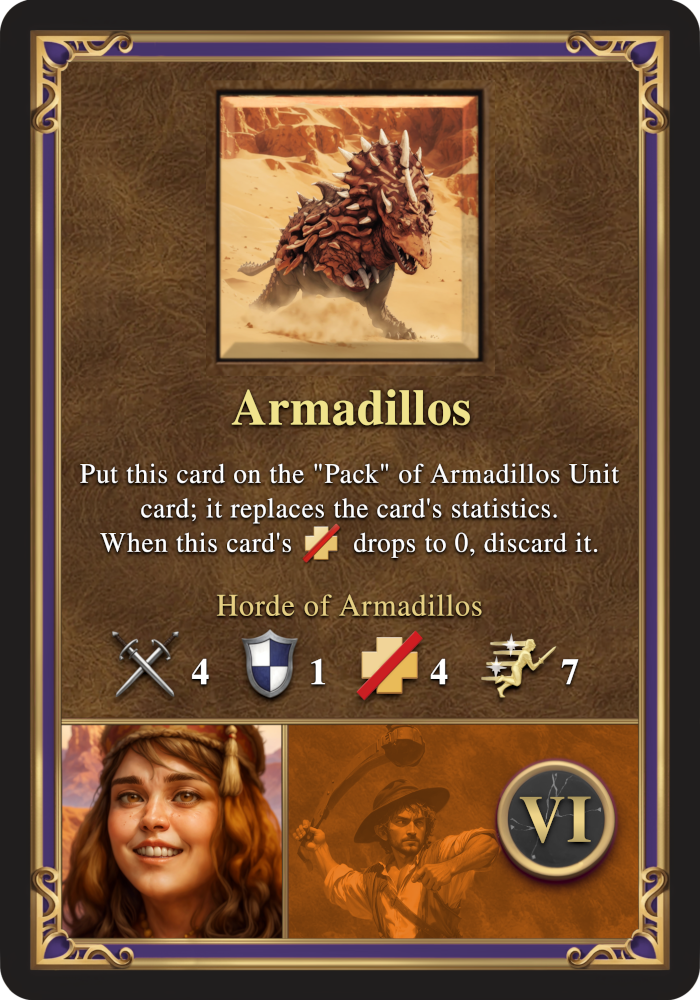 Armadillos
Put this card on the "Pack" of Armadillos Unit
card; it replaces the card's statistics.
When this card's drops to 0, discard it.
Horde of Armadillos
4 1 4 7
VI